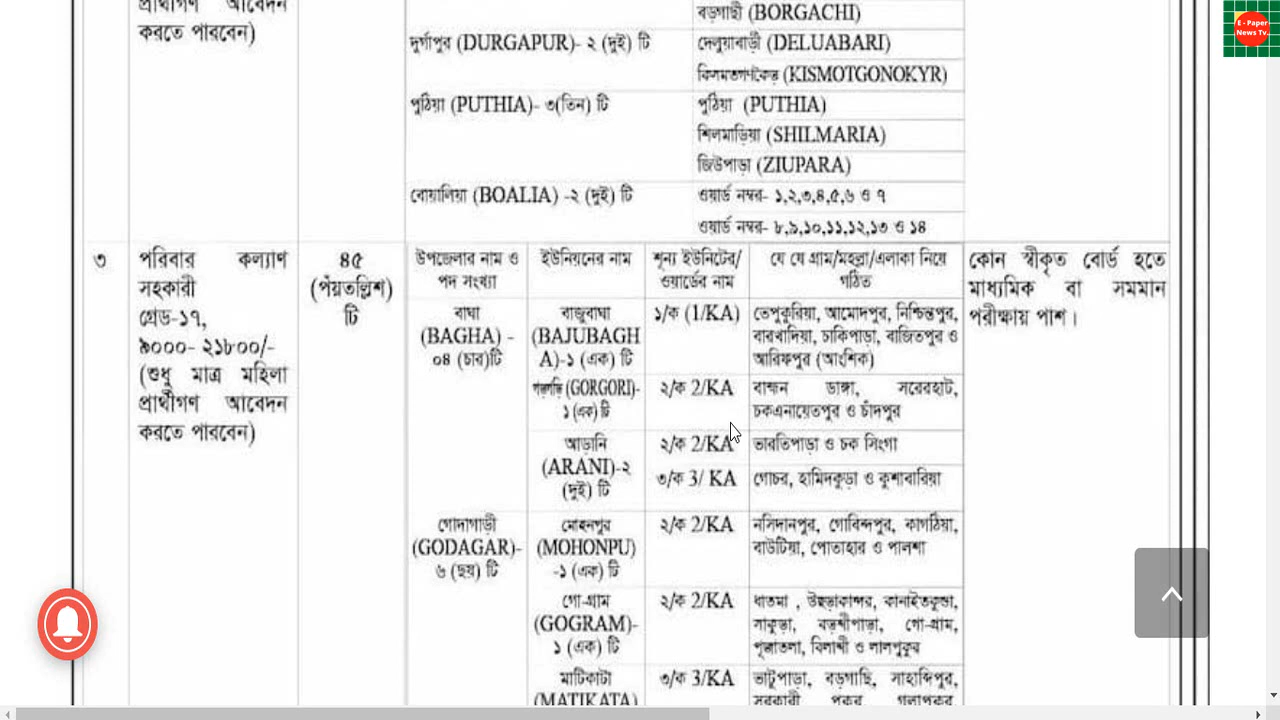 প্রার্থীগণ আবেদন
করতে পারবেন)
বড়গাছী (BORGACHI)
দুর্গাপুর (DURGAPUR)- ২ (দুই) টি
দেলুয়াবাড়ী (DELUABARI)
(KISMOTGONOKYR)
পুঠিয়া (PUTHIA)- ৩(তিন) টি
পুঠিয়া (PUTHIA)
শিলমাড়িয়া (SHILMARIA)
জিউপাড়া (ZIUPARA)
বোয়ালিয়া (BOALIA) -২ (দুই) টি
ওয়ার্ড নম্বর- ১,২,৩,৪,৫,৬ ও ৭
ওয়ার্ড নম্বর- ৮,৯,১০,১১,১২,১৩ ও ১৪
৩
পরিবার কল্যাণ
সহকারী
গ্রেড-১৭,
৯০০০- ২১৮০০/-
(শুধু মাত্র মহিলা
প্রার্থীগণ আবেদন
করতে পারবেন)
৪৫
(পঁয়তল্লিশ)
টি
উপজেলার নাম ও
পদ সংখ্যা
ইউনিয়নের নাম
শূন্য ইউনিটের/
ওয়ার্ডের নাম
যে যে গ্রাম/মহল্লা/এলাকা নিয়ে
গঠিত
কোন স্বীকৃত বোর্ড হতে
মাধ্যমিক বা সমমান
পরীক্ষায় পাশ।
বাঘা
(BAGHA) -
০৪ (চার)টি
বাজুবাঘা
(BAJUBAGH
A)-১ (এক) টি
১/ক (1/KA)
তেপুকুরিয়া, আমোদপুর, নিশ্চিন্তপুর,
বারখাদিয়া, চাকিপাড়া, বাজিতপুর ও
আরিফপুর (আংশিক)
(GORGORI)-
১ (এক) টি
২/ক 2/KA
ডাঙ্গা, সরেরহাট,
চকএনায়েতপুর ও চাঁদপুর
আড়ানি
(ARANI)-২
(দুই) টি
২/ক 2/KA
ভারতিপাড়া ও চক সিংগা
৩/ক 3/ KA
গোচর, হামিদকুড়া ও কুশাবারিয়া
গোদাগাড়ী
(GODAGAR)-
৬ (ছয়) টি
মোহনপুর
(MOHONPU)
-১ (এক) টি
২/ক 2/KA
নসিদানপুর, গোবিন্দপুর, কাগঠিয়া,
বাউটিয়া, পোতাহার ও পালশা
গো-গ্রাম
(GOGRAM)-
১ (এক) টি
২/ক 2/KA
ধাতমা ,
গো-গ্রাম,
ও লালপুকুর
মাটিকাটা
(MATIKATA)
৩/ক 3/KA
ভাটুপাড়া, বড়গাছি, সাহাব্দিপুর,
E - Paper
News Tv.